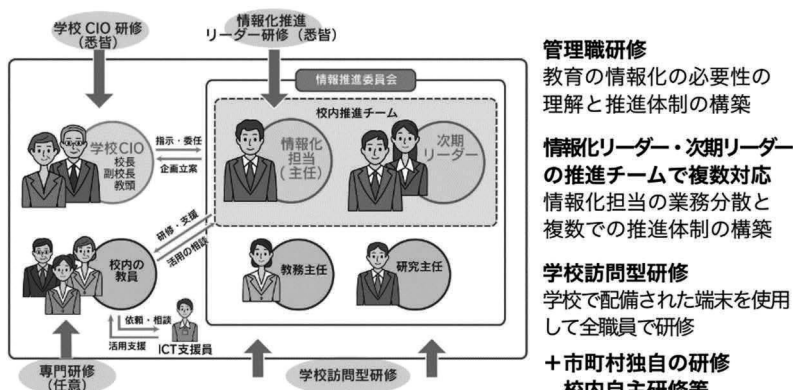 学校 CIO 研修
（悉皆）
情報化推進
リーダー研修（悉皆）
情報推進委員会
校内推進チーム
学校CIO
校長
副校長
教頭
指示・委任
企画立案
情報化
担当
（主任）
次期
リーダー
研修・支援
活用の相談
校内の
教員
教務主任
研究主任
依頼・相談
活用支援
ICT支援員
専門研修
（任意）
学校訪問型研修
管理職研修
教育の情報化の必要性の
理解と推進体制の構築
情報化リーダー・次期リーダー
の推進チームで複数対応
情報化担当の業務分散と
複数での推進体制の構築
学校訪問型研修
学校で配備された端末を使用
して全職員で研修
＋市町村独自の研修
校内自主研修等